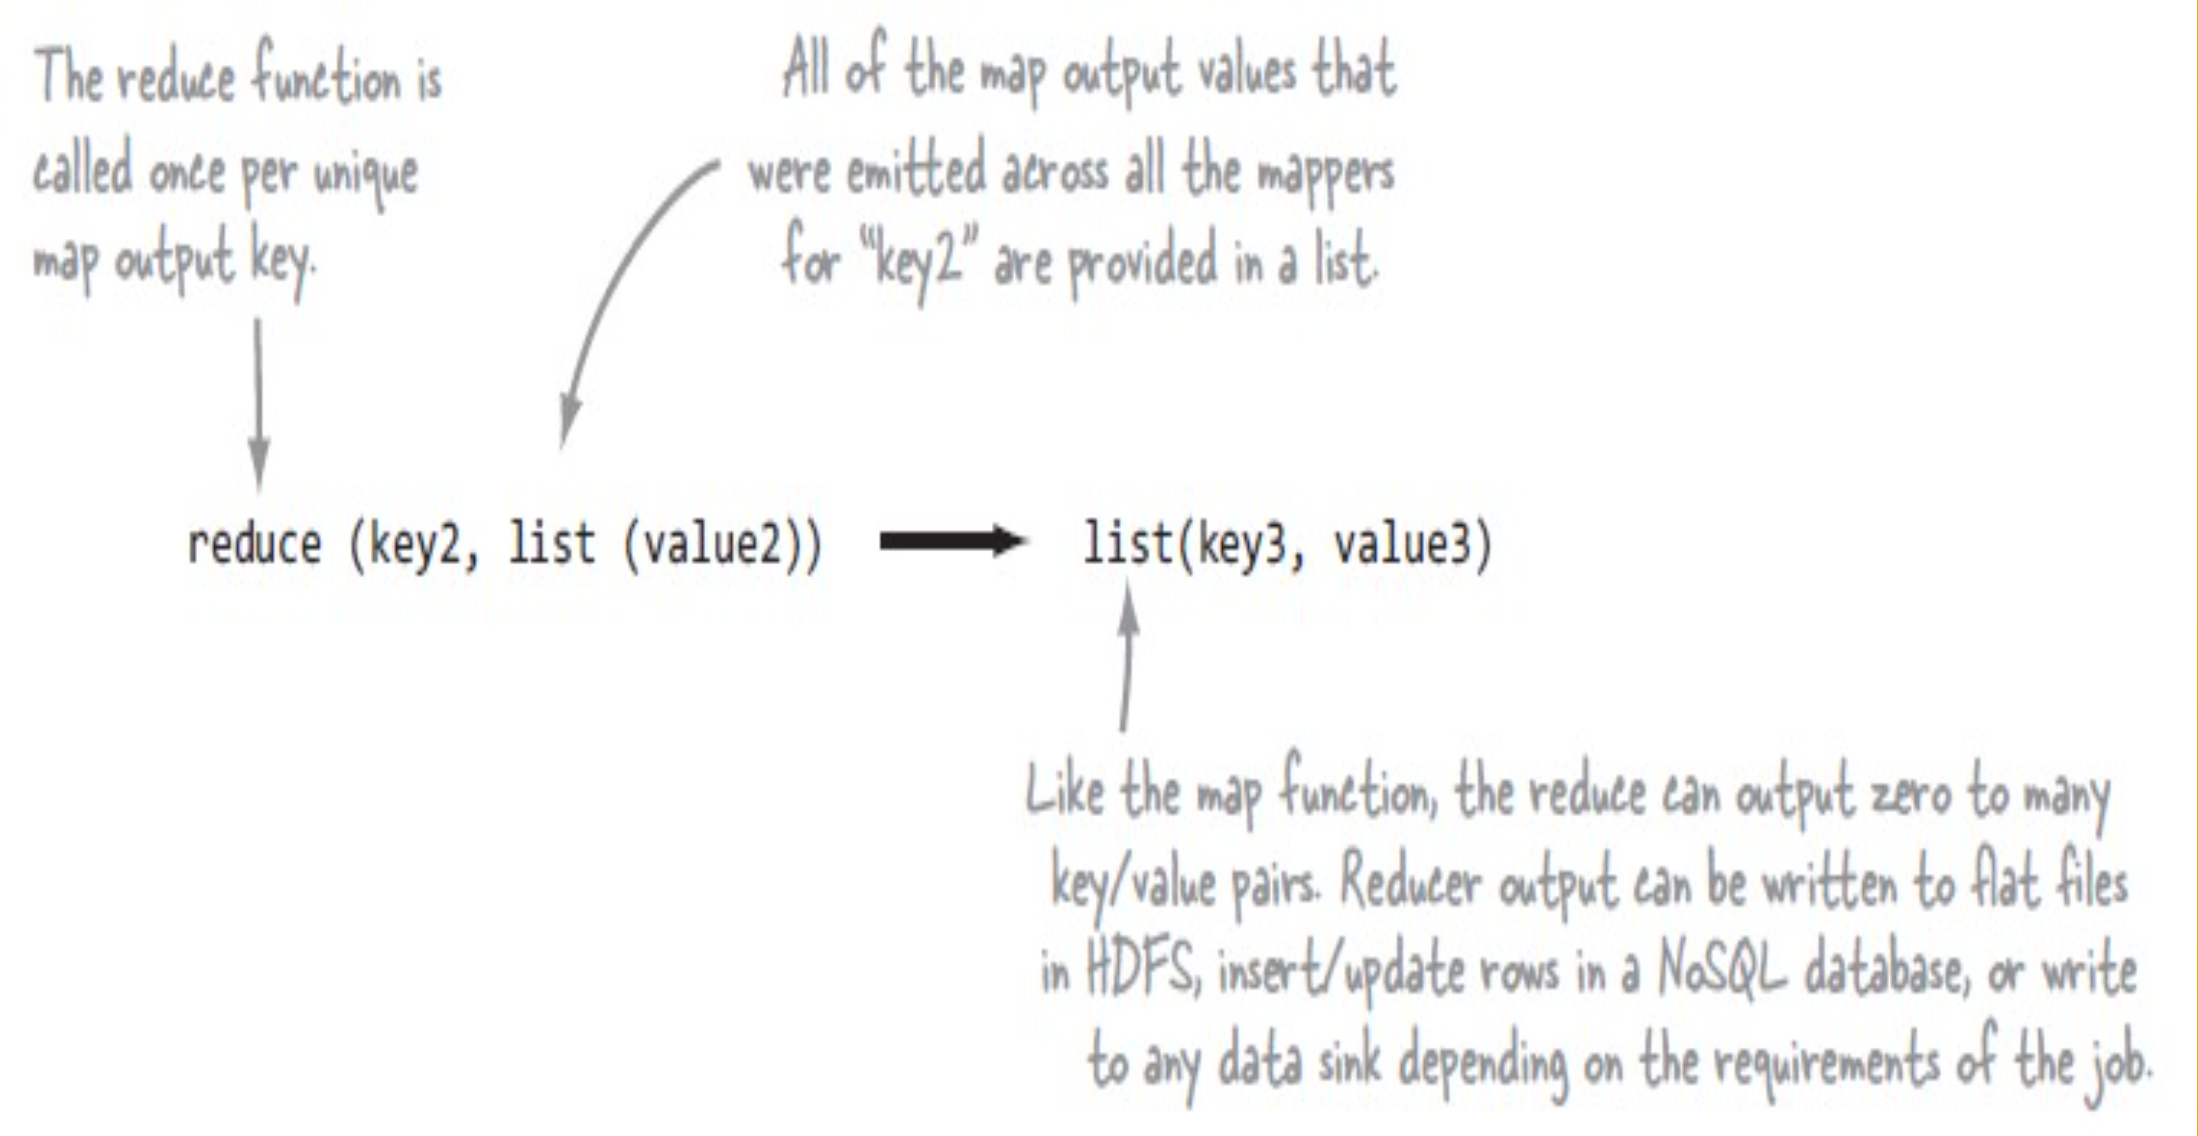 The reduce function is
called once per unique
map output key.
All of the map output values that
were emitted across all the mappers
for “key2” are provided in a list.
reduce (key2, list (value2))
list(key3, value3)
Like the map function, the reduce can output zero to many
key/value pairs. Reducer output can be written to flat files
in HDFS, insert/update rows in a NoSQL database, or write
to any data sink depending on the requirements of the job.